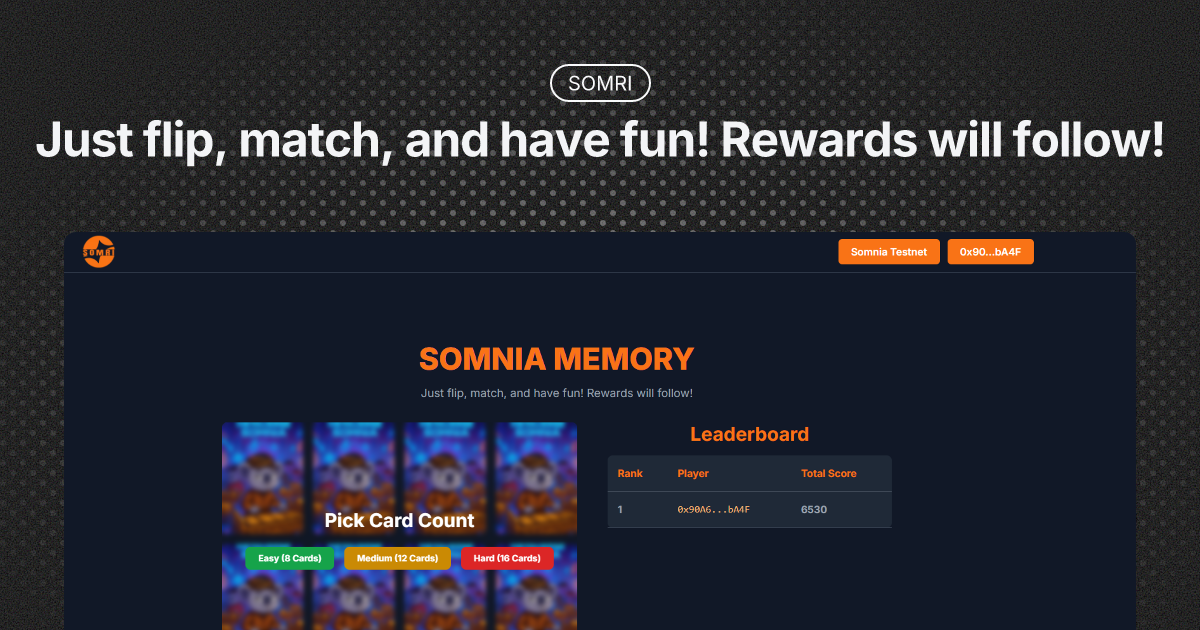 SOMRI
Just flip, match, and have fun! Rewards will follow!
SOMRI
Somnia Testnet
0x90...bA4F
SOMNIA MEMORY
Just flip, match, and have fun! Rewards will follow!
Leaderboard
Rank Player Total Score
1 0x90A6...bA4F 6530
Pick Card Count
Easy (8 Cards) Medium (12 Cards) Hard (16 Cards)